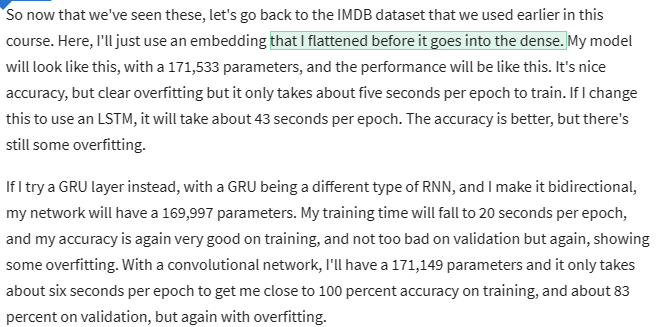 So now that we've seen these, let's go back to the IMDB dataset that we used earlier in this
course. Here, I'll just use an embedding that I flattened before it goes into the dense. My model
will look like this, with a 171,533 parameters, and the performance will be like this. It's nice
accuracy, but clear overfitting but it only takes about five seconds per epoch to train. If I change
this to use an LSTM, it will take about 43 seconds per epoch. The accuracy is better, but there's
still some overfitting.
If I try a GRU layer instead, with a GRU being a different type of RNN, and I make it bidirectional,
my network will have a 169,997 parameters. My training time will fall to 20 seconds per epoch,
and my accuracy is again very good on training, and not too bad on validation but again, showing
some overfitting. With a convolutional network, I'll have a 171,149 parameters and it only takes
about six seconds per epoch to get me close to 100 percent accuracy on training, and about 83
percent on validation, but again with overfitting.